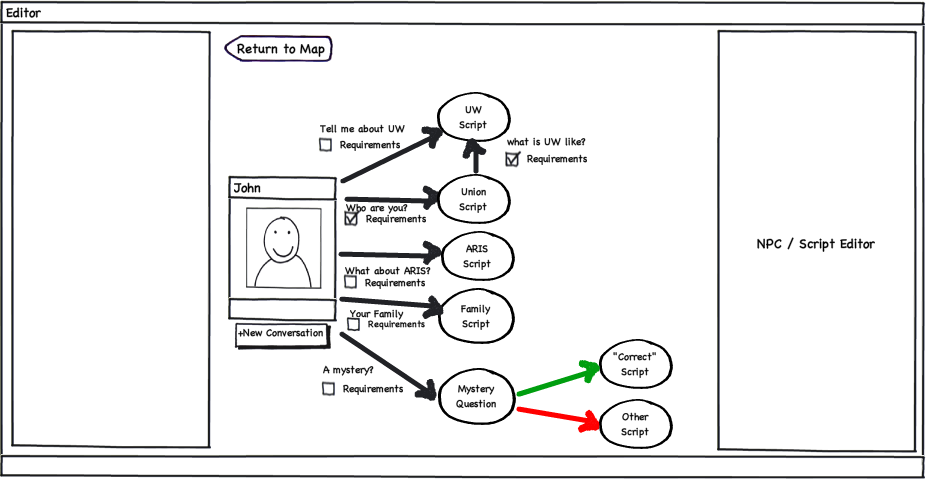 Editor
Return to Map
UW
Script
Tell me about UW
Requirements
what is UW like?
Requirements
John
Union
Script
Who are you?
Requirements
ARIS
Script
NPC / Script Editor
What about ARIS?
Requirements
Family
Script
Your Family
Requirements
+New Conversation
"Correct"
Script
A mystery?
Requirements
Mystery
Question
Other
Script